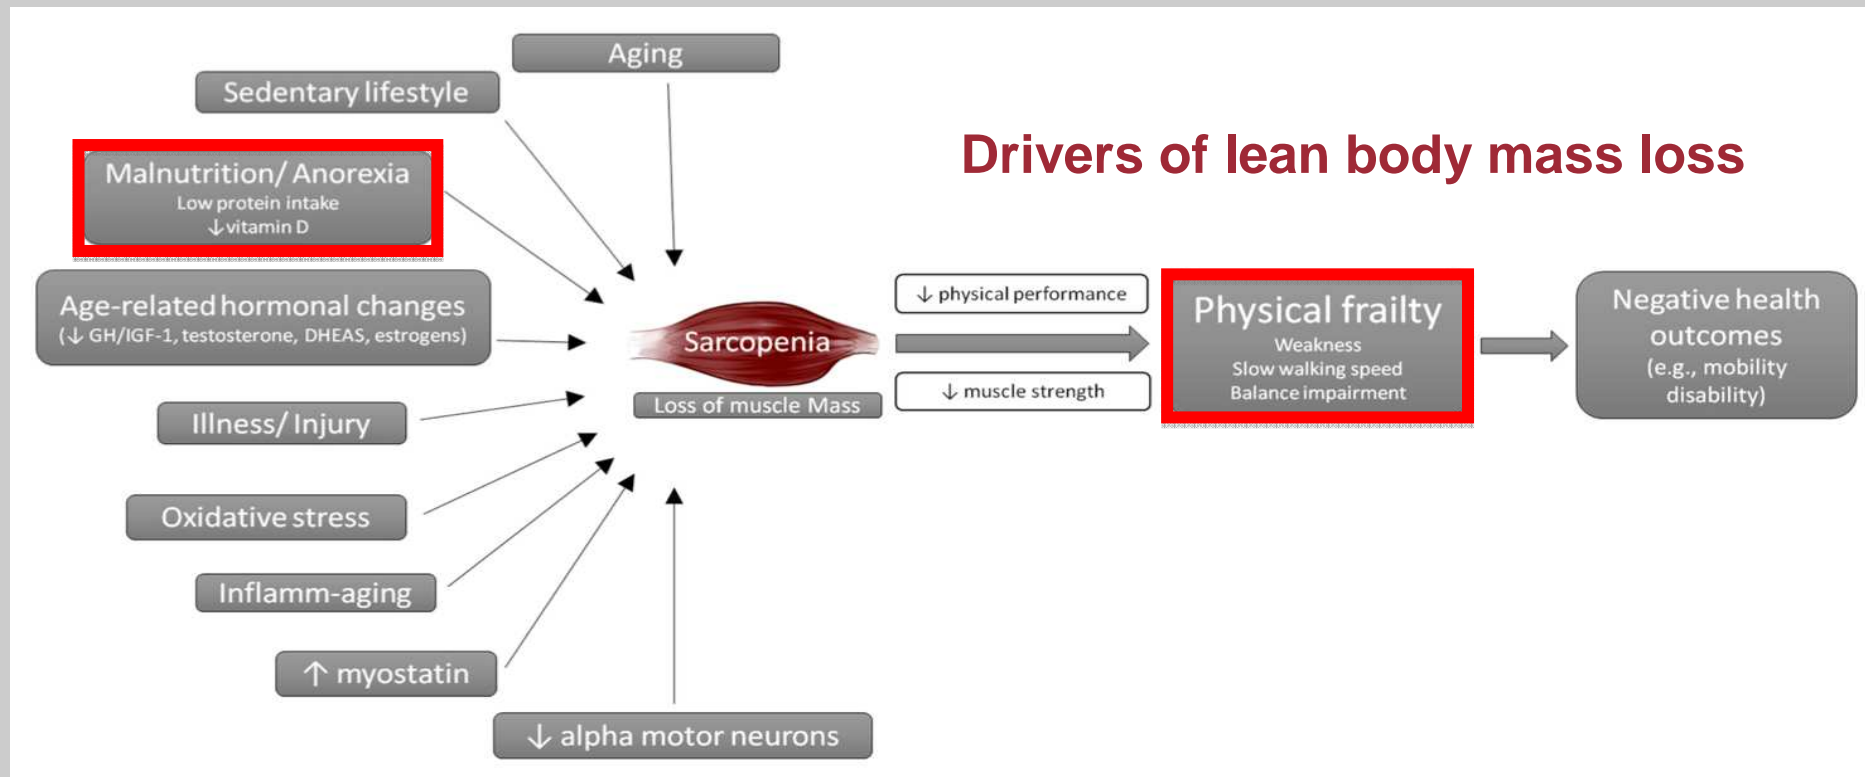 Aging
Sedentary lifestyle
Drivers of lean body mass loss
Malnutrition/ Anorexia
Low protein intake
↓vitamin D
Age-related hormonal changes
(↓ GH/IGF-1, testosterone, DHEAS, estrogens)
Illness/ Injury
Oxidative stress
Inflamm-aging
↑ myostatin
↓ alpha motor neurons
Sarcopenia
Loss of muscle Mass
↓ physical performance
↓ muscle strength
Physical frailty
Weakness
Slow walking speed
Balance impairment
Negative health
outcomes
(e.g., mobility
disability)